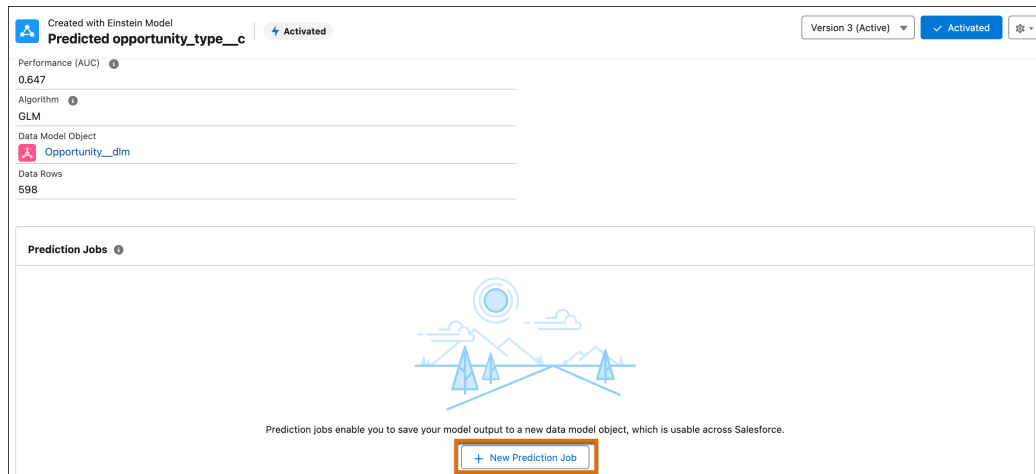 Created with Einstein Model
Predicted opportunity_type__c
Activated
Version 3 (Active)
Activated
Performance (AUC)
0.647
Algorithm
GLM
Data Model Object
Opportunity__dlm
Data Rows
598
Prediction Jobs
Prediction jobs enable you to save your model output to a new data model object, which is usable across Salesforce.
+ New Prediction Job